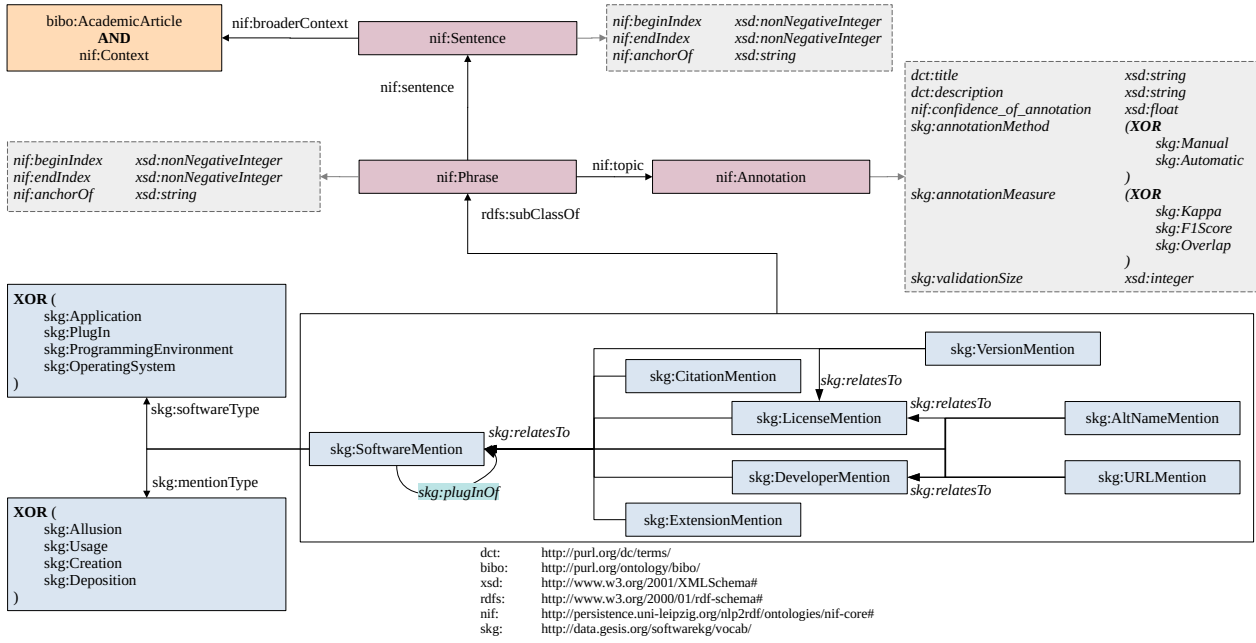 bibo:AcademicArticle
AND
nif:Context
nif:broaderContext
nif:Sentence
nif:beginIndex xsd:nonNegativeInteger
nif:endIndex xsd:nonNegativeInteger
nif:anchorOf xsd:string
nif:sentence
dct:title xsd:string
dct:description xsd:string
nif:confidence_of_annotation xsd:float
skg:annotationMethod (XOR
skg:Manual
skg:Automatic
)
skg:annotationMeasure (XOR
skg:Kappa
skg:F1Score
skg:Overlap
)
skg:validationSize xsd:integer
nif:beginIndex xsd:nonNegativeInteger
nif:endIndex xsd:nonNegativeInteger
nif:anchorOf xsd:string
nif:Phrase
nif:topic
nif:Annotation
rdfs:subClassOf
XOR (
skg:Application
skg:PlugIn
skg:ProgrammingEnvironment
skg:OperatingSystem
)
skg:softwareType
skg:mentionType
XOR (
skg:Allusion
skg:Usage
skg:Creation
skg:Deposition
)
skg:SoftwareMention
skg:relatesTo
skg:plugInOf
skg:VersionMention
skg:CitationMention
skg:relatesTo
skg:LicenseMention
skg:relatesTo
skg:AltNameMention
skg:DeveloperMention
skg:relatesTo
skg:URLMention
skg:ExtensionMention
dct: http://purl.org/dc/terms/
bibo: http://purl.org/ontology/bibo/
xsd: http://www.w3.org/2001/XMLSchema#
rdfs: http://www.w3.org/2000/01/rdf-schema#
nif: http://persistence.uni-leipzig.org/nlp2rdf/ontologies/nif-core#
skg: http://data.gesis.org/softwarekg/vocab/